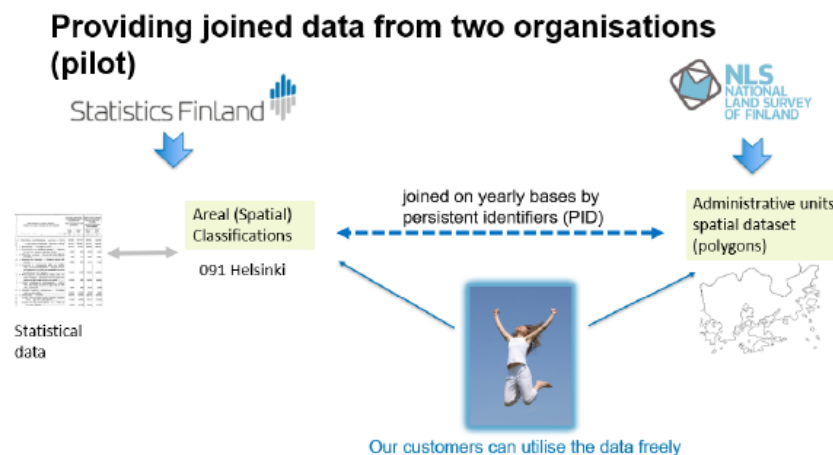 Providing joined data from two organisations
(pilot)
Statistics Finland
NLS
NATIONAL
LAND SURVEY
OF FINLAND
joined on yearly bases by
persistent identifiers (PID)
Areal (Spatial)
Classifications
091 Helsinki
Administrative units
spatial dataset
(polygons)
Statistical
data
Our customers can utilise the data freely